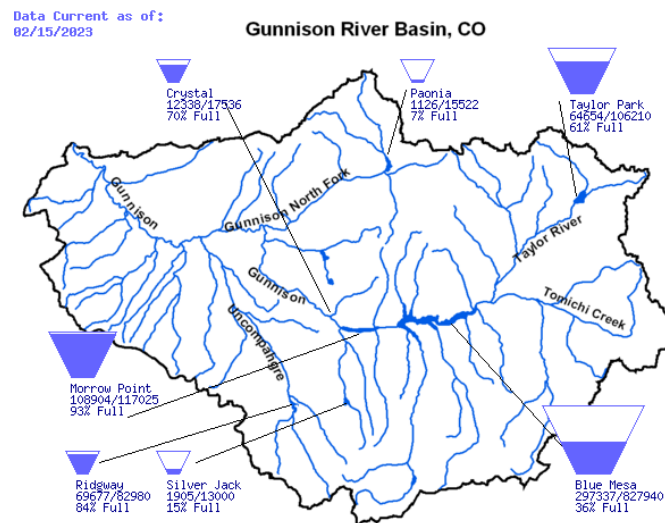 Data Current as of:
02/15/2023
Gunnison River Basin, CO
Crystal
12338/17536
70% Full
Paonia
1126/15522
7% Full
Taylor Park
64654/106210
61% Full
Gunnison
Gunnison North Fork
Taylor River
Gunnison
Tomichi Creek
Uncompahgre
Morrow Point
108904/117025
93% Full
Ridgway
69677/82980
84% Full
Silver Jack
1905/13000
15% Full
Blue Mesa
297337/827940
36% Full